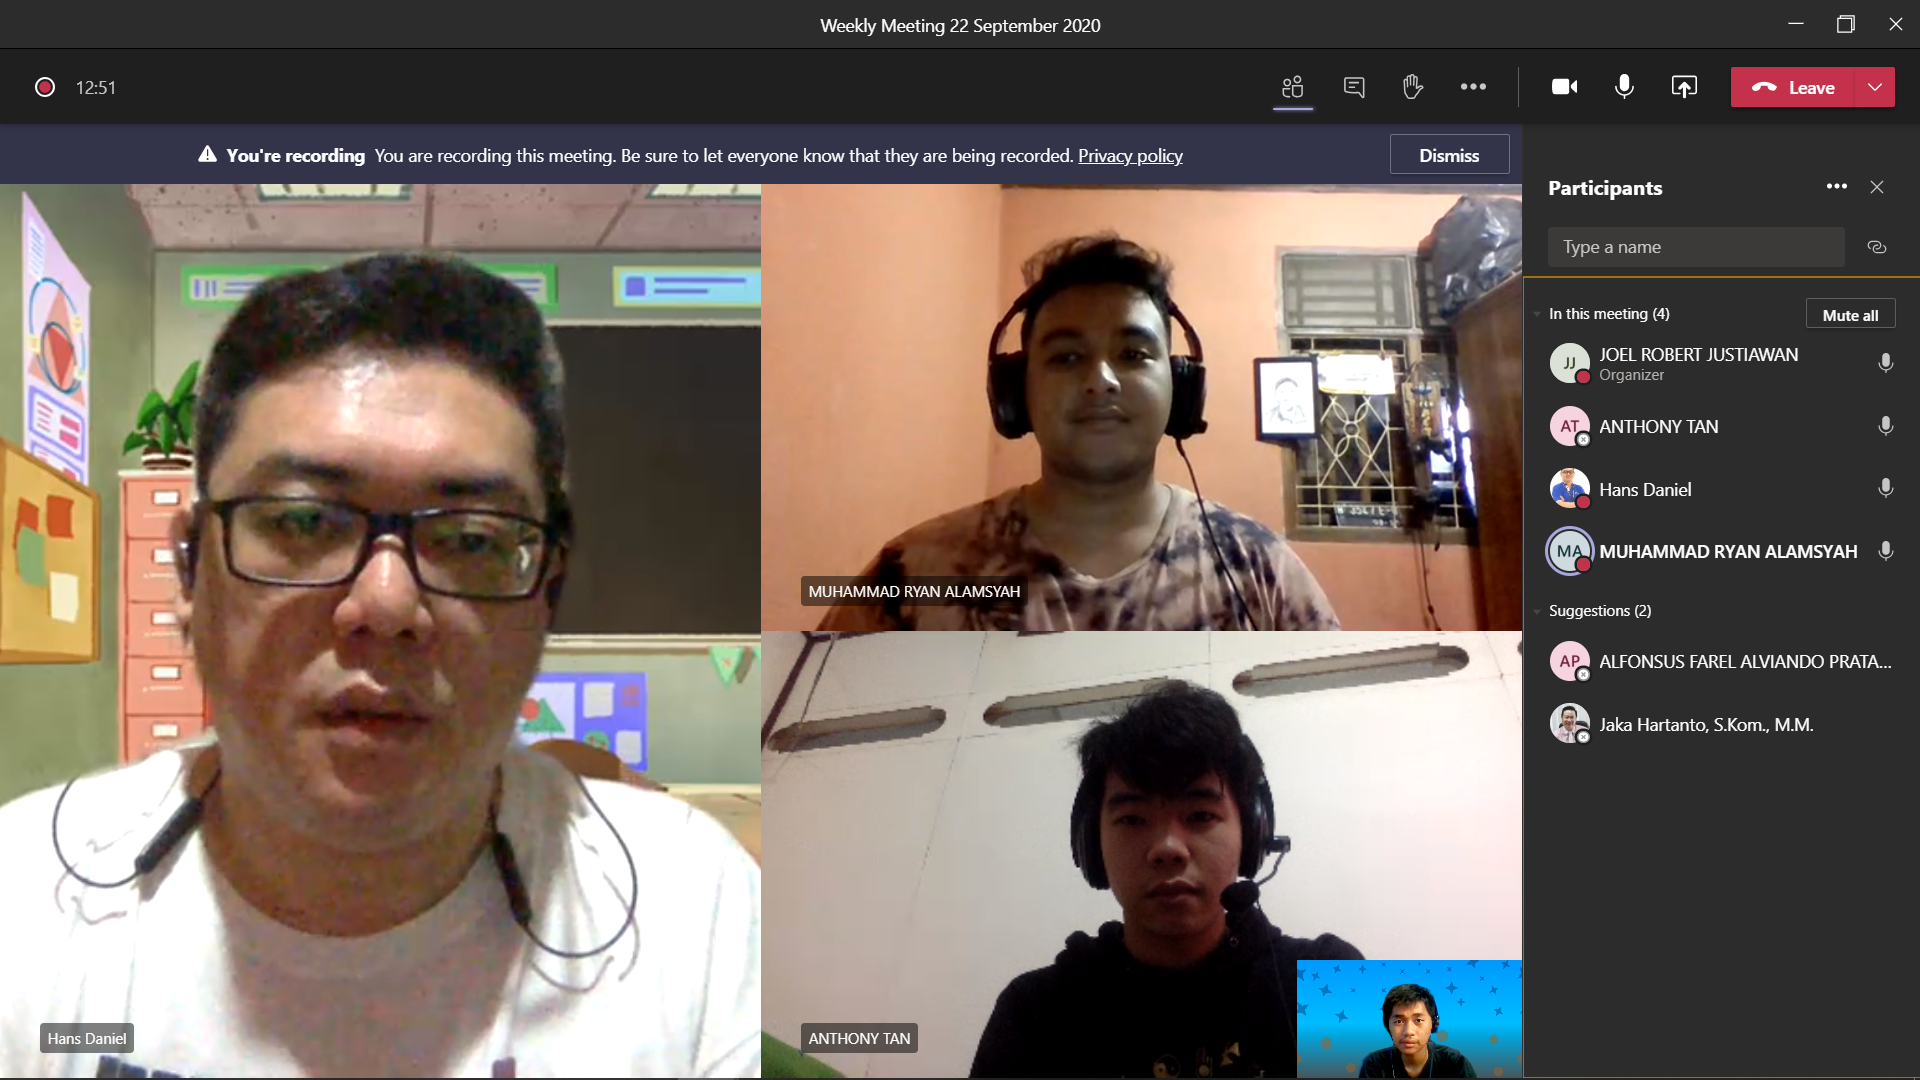 Weekly Meeting 22 September 2020
12:51
Leave
You're recording You are recording this meeting. Be sure to let everyone know that they are being recorded. Privacy policy
Dismiss
Participants
Type a name
In this meeting (4)
Mute all
JJ
JOEL ROBERT JUSTIAWAN
Organizer
AT
ANTHONY TAN
Hans Daniel
MA
MUHAMMAD RYAN ALAMSYAH
Suggestions (2)
AP
ALFONSUS FAREL ALVIANDO PRATA...
Jaka Hartanto, S.Kom., M.M.
MUHAMMAD RYAN ALAMSYAH
Hans Daniel
ANTHONY TAN